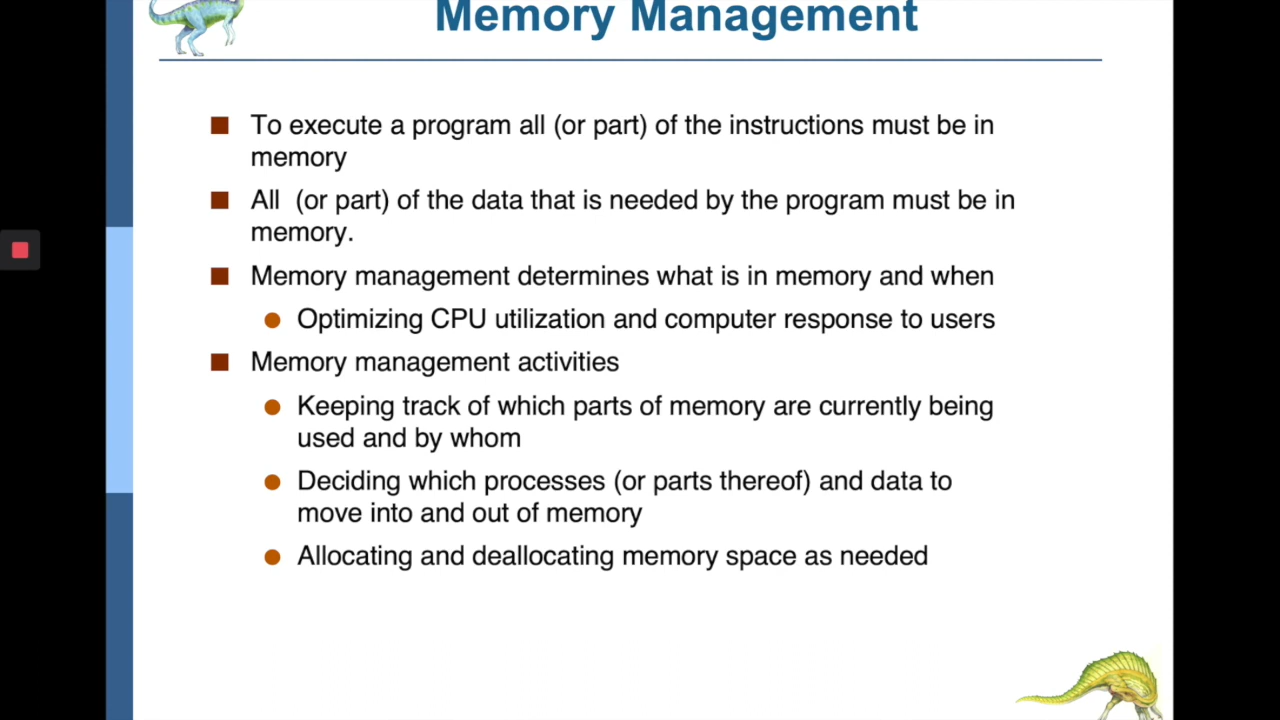 Memory Management
To execute a program all (or part) of the instructions must be in
memory
All  (or part) of the data that is needed by the program must be in
memory.
Memory management determines what is in memory and when
Optimizing CPU utilization and computer response to users
Memory management activities
Keeping track of which parts of memory are currently being
used and by whom
Deciding which processes (or parts thereof) and data to
move into and out of memory
Allocating and deallocating memory space as needed